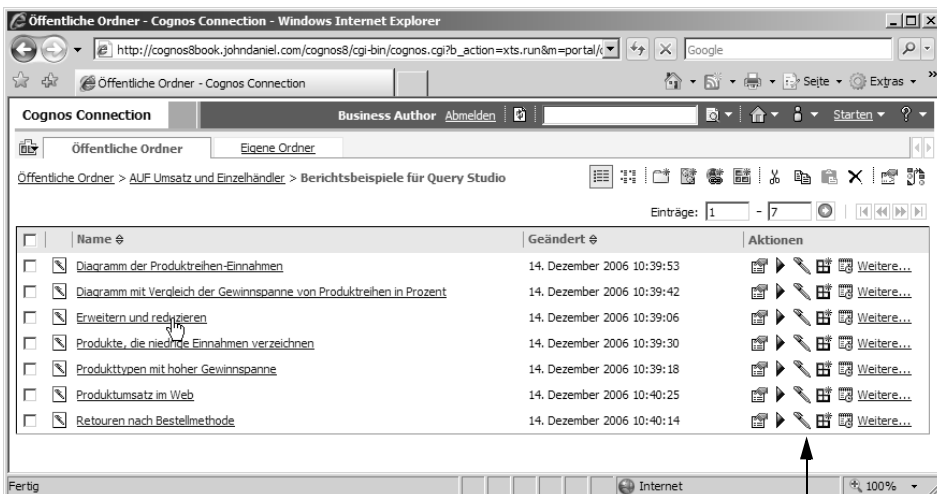 Öffentliche Ordner - Cognos Connection - Windows Internet Explorer
http://cognos8book.johndaniel.com/cognos8/cgi-bin/cognos.cgi?b_action=xts.run&m=portal/c
Google
Öffentliche Ordner - Cognos Connection
Seite
Extras
»
Cognos Connection
Business Author Abmelden
Starten
?
Öffentliche Ordner
Eigene Ordner
Öffentliche Ordner > AUF Umsatz und Einzelhändler > Berichtsbeispiele für Query Studio
Einträge: 1 - 7
Name Geändert Aktionen
Diagramm der Produktreihen-Einnahmen 14. Dezember 2006 10:39:53 Weitere...
Diagramm mit Vergleich der Gewinnspanne von Produktreihen in Prozent 14. Dezember 2006 10:39:42 Weitere...
Erweitern und reduzieren 14. Dezember 2006 10:39:06 Weitere...
Produkte, die niedrige Einnahmen verzeichnen 14. Dezember 2006 10:39:30 Weitere...
Produkttypen mit hoher Gewinnspanne 14. Dezember 2006 10:39:18 Weitere...
Produktumsatz im Web 14. Dezember 2006 10:40:25 Weitere...
Retouren nach Bestellmethode 14. Dezember 2006 10:40:14 Weitere...
Fertig
Internet
100%